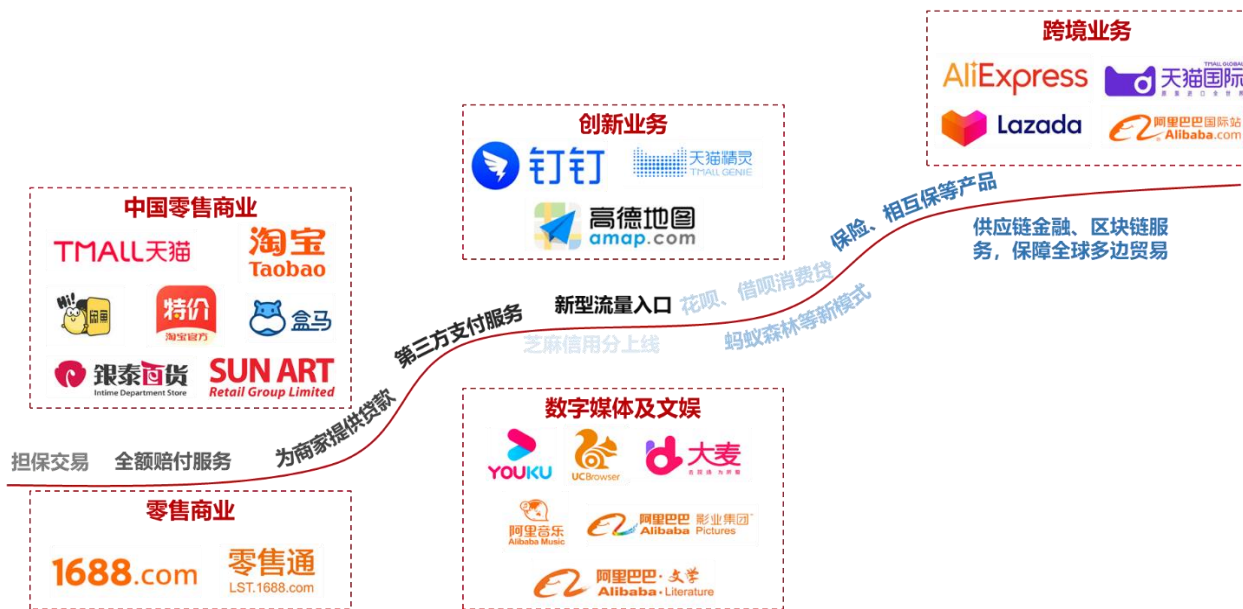 跨境业务
AliExpress
TMALL GLOBAL
天猫国际
Lazada
阿里巴巴国际站
Alibaba.com
创新业务
钉钉
天猫精灵
TMALL GENIE
高德地图
amap.com
中国零售商业
TMALL天猫
淘宝
Taobao
Hi!
闲鱼
特价
淘宝官方
盒马
银泰百货
Intime Department Store
SUN ART
Retail Group Limited
担保交易
全额赔付服务
为商家提供贷款
第三方支付服务
新型流量入口
芝麻信用分上线
花呗、借呗消费贷
蚂蚁森林等新模式
保险、相互保等产品
供应链金融、区块链服
务，保障全球多边贸易
零售商业
1688.com
零售通
LST.1688.com
数字媒体及文娱
YOUKU
UCBrowser
大麦
阿里音乐
Alibaba Music
阿里巴巴 影业集团
Alibaba Pictures
阿里巴巴·文学
Alibaba·Literature